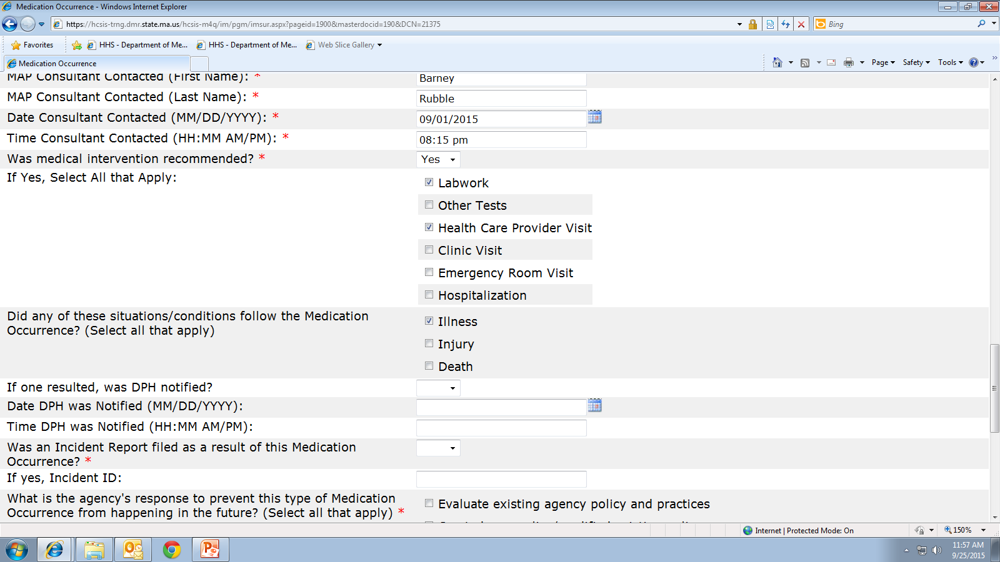 Medication Occurrence - Windows Internet Explorer
https://hcsis-trng.dmr.state.ma.us/hcsis-m4q/im/pgm/imsur.aspx?pageid=1900&masterdocid=190&DCN=21375
Bing
Favorites
HHS - Department of Me...
HHS - Department of Me...
Web Slice Gallery
Medication Occurrence
Page
Safety
Tools
MAP Consultant Contacted (First Name): *
Barney
MAP Consultant Contacted (Last Name): *
Rubble
Date Consultant Contacted (MM/DD/YYYY): *
09/01/2015
Time Consultant Contacted (HH:MM AM/PM): *
08:15 pm
Was medical intervention recommended? *
Yes
If Yes, Select All that Apply:
Labwork
Other Tests
Health Care Provider Visit
Clinic Visit
Emergency Room Visit
Hospitalization
Did any of these situations/conditions follow the Medication
Occurrence? (Select all that apply)
Illness
Injury
Death
If one resulted, was DPH notified?
Date DPH was Notified (MM/DD/YYYY):
Time DPH was Notified (HH:MM AM/PM):
Was an Incident Report filed as a result of this Medication
Occurrence? *
If yes, Incident ID:
What is the agency's response to prevent this type of Medication
Occurrence from happening in the future? (Select all that apply) *
Evaluate existing agency policy and practices
Internet | Protected Mode: On
150%
11:57 AM
9/25/2015